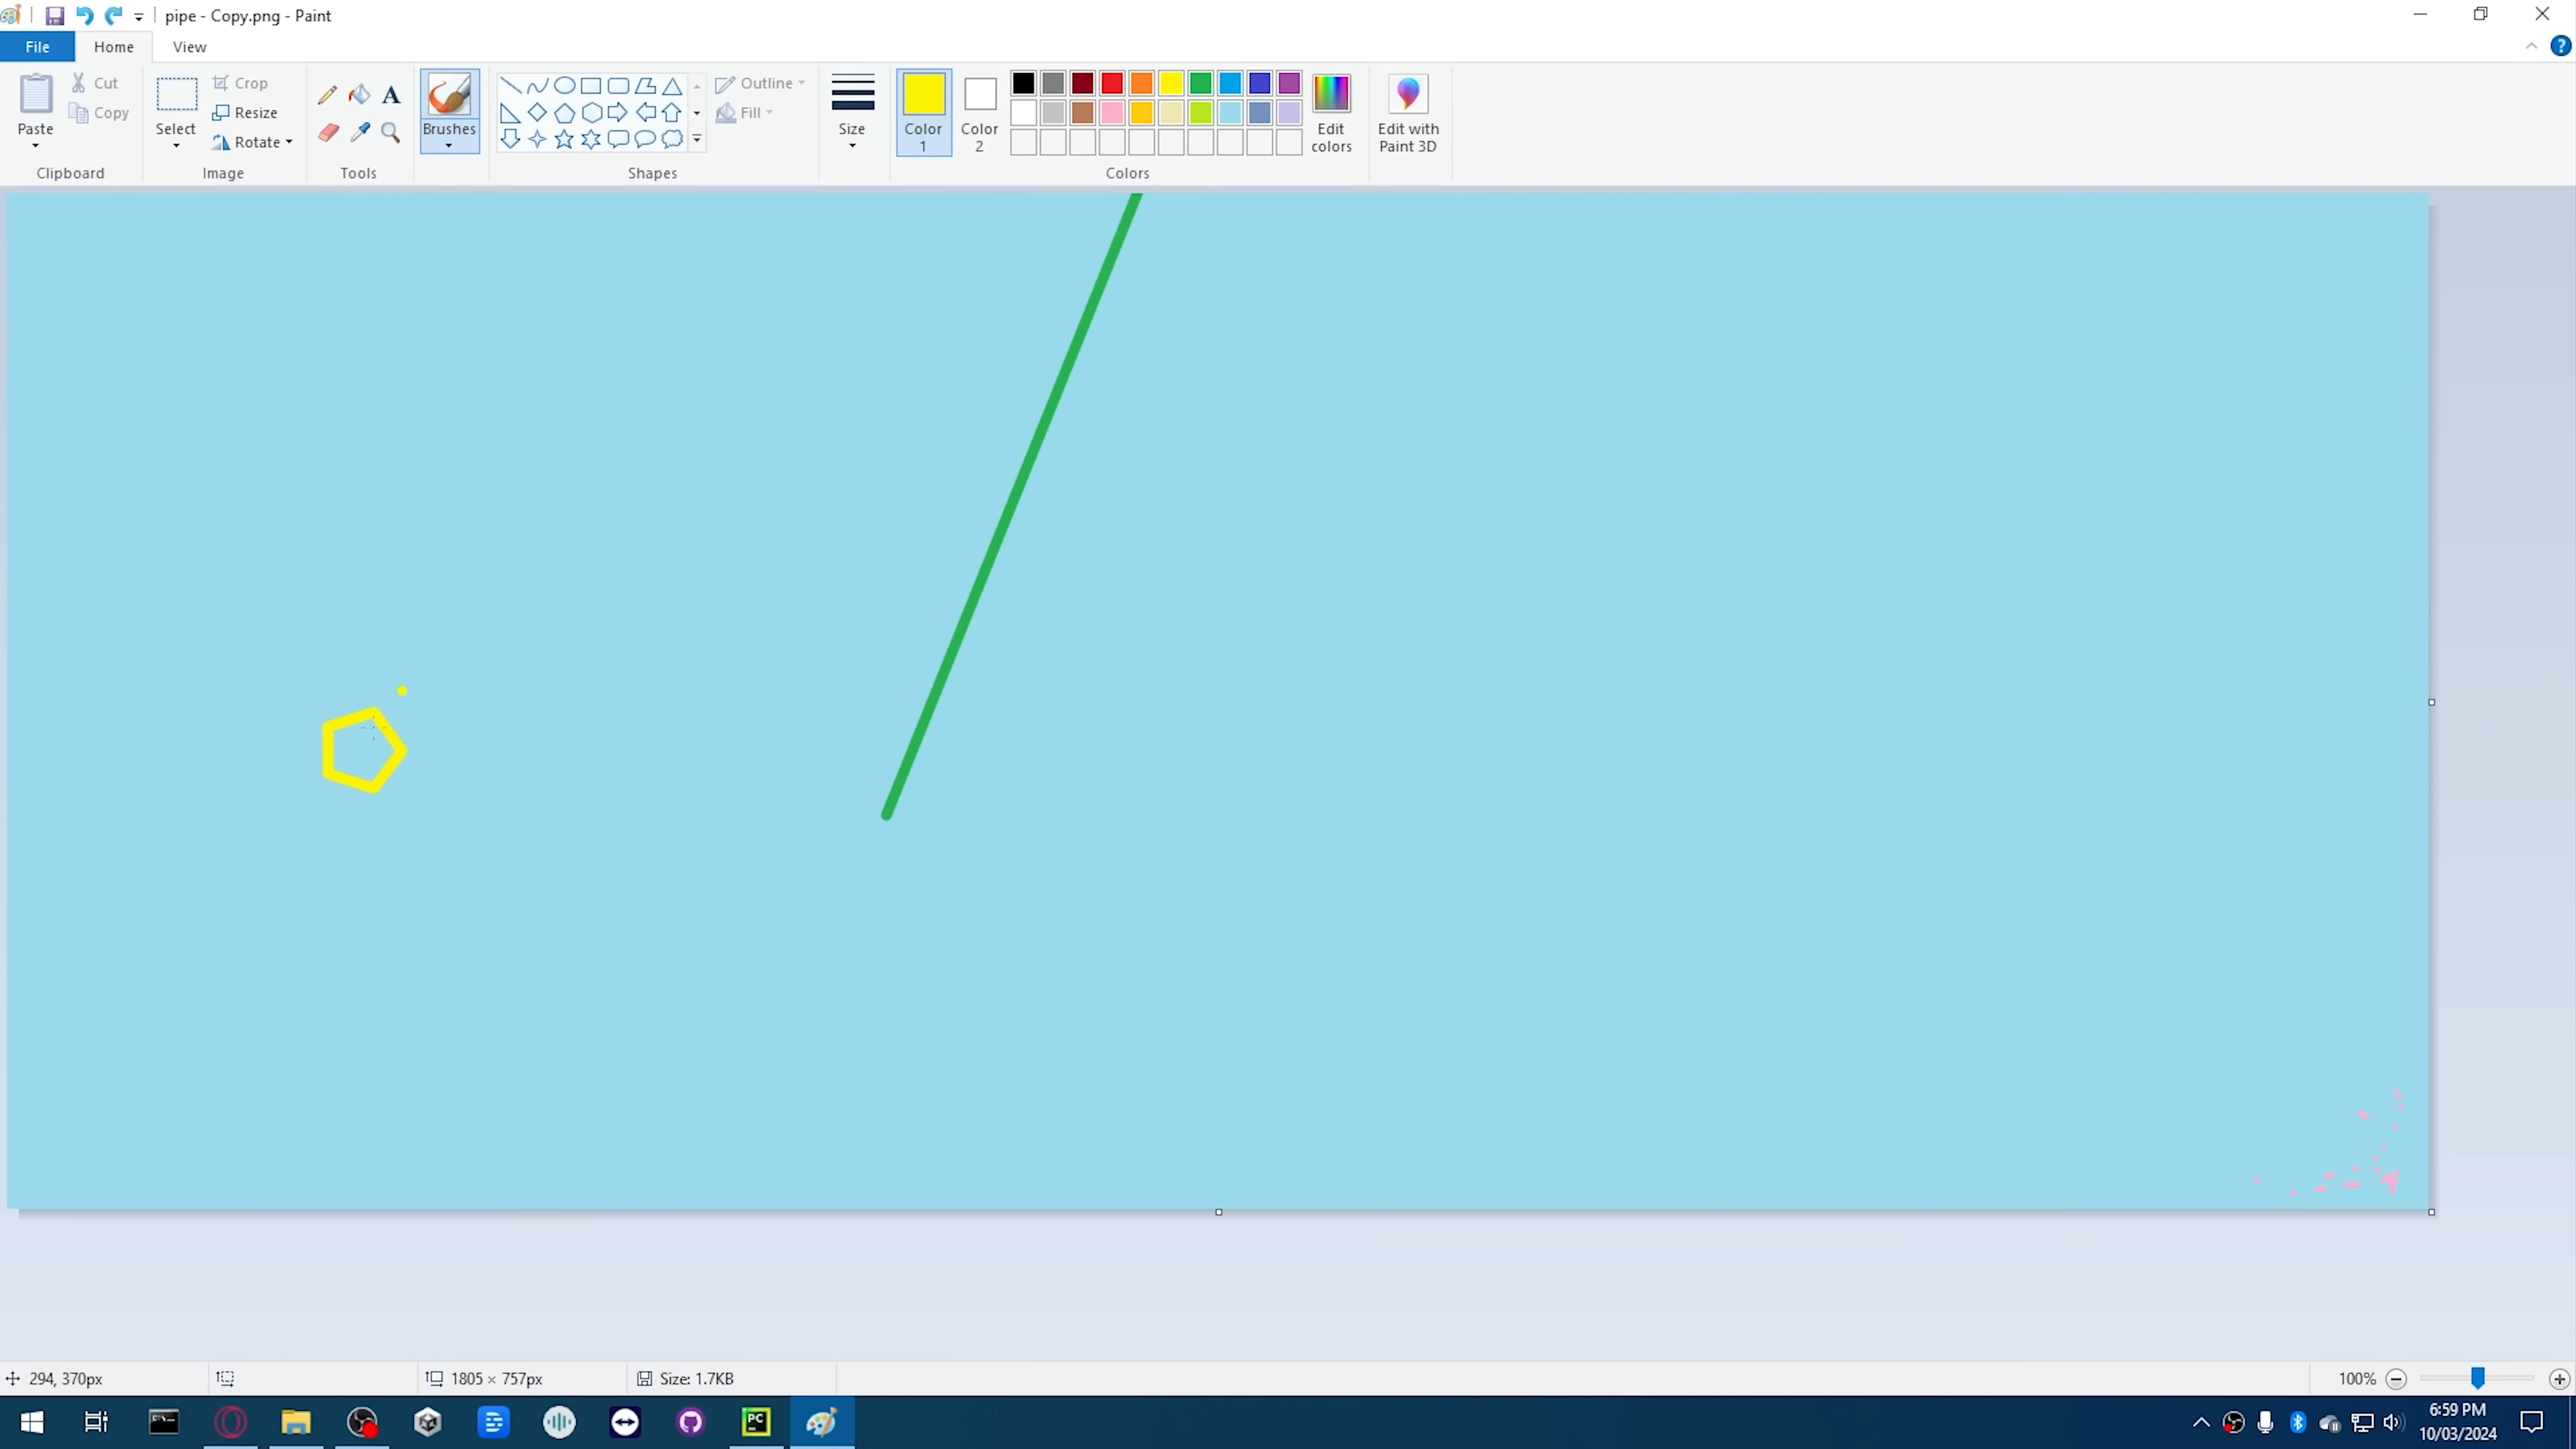 pipe - Copy.png - Paint
File Home View
Paste
Cut
Copy
Clipboard
Select
Crop
Resize
Rotate
Image
A
Tools
Brushes
Outline
Fill
Shapes
Size
Color
1
Color
2
Edit
colors
Colors
Edit with
Paint 3D
294, 370px 1805 × 757px Size: 1.7KB 100%
PC
6:59 PM
10/03/2024